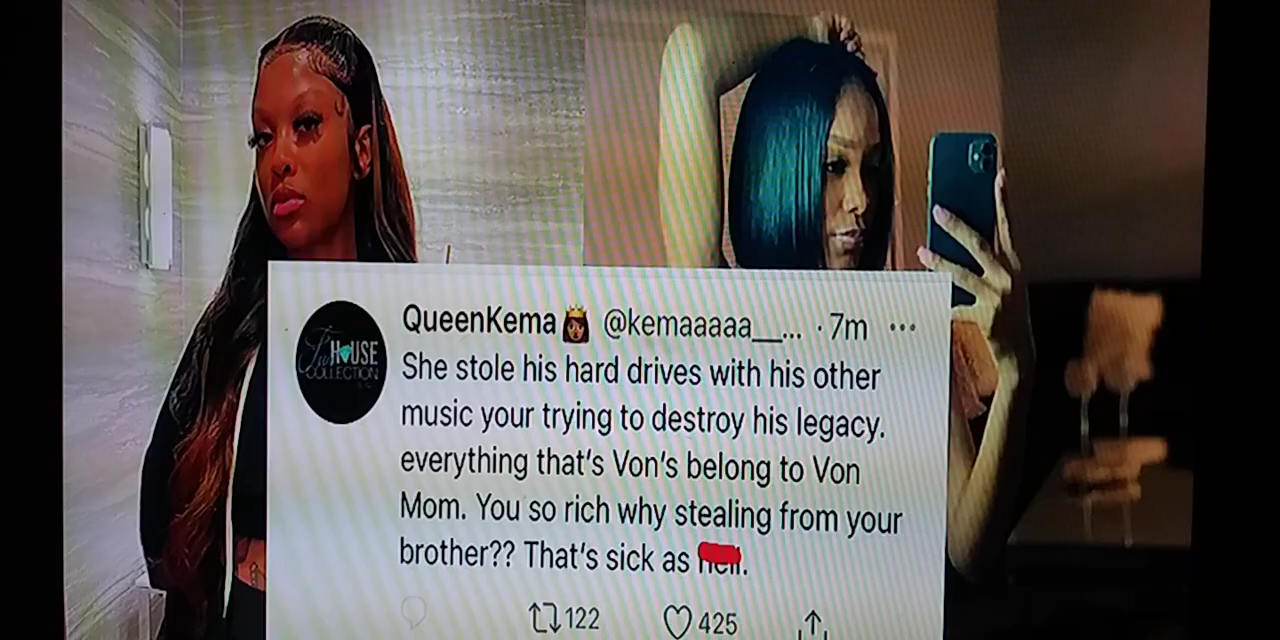 HOUSE
COLLECTION
QueenKema👸🏾 @kemaaaaa__... · 7m ···
She stole his hard drives with his other
music your trying to destroy his legacy.
everything that's Von's belong to Von
Mom. You so rich why stealing from your
brother?? That's sick as hell.
122
425